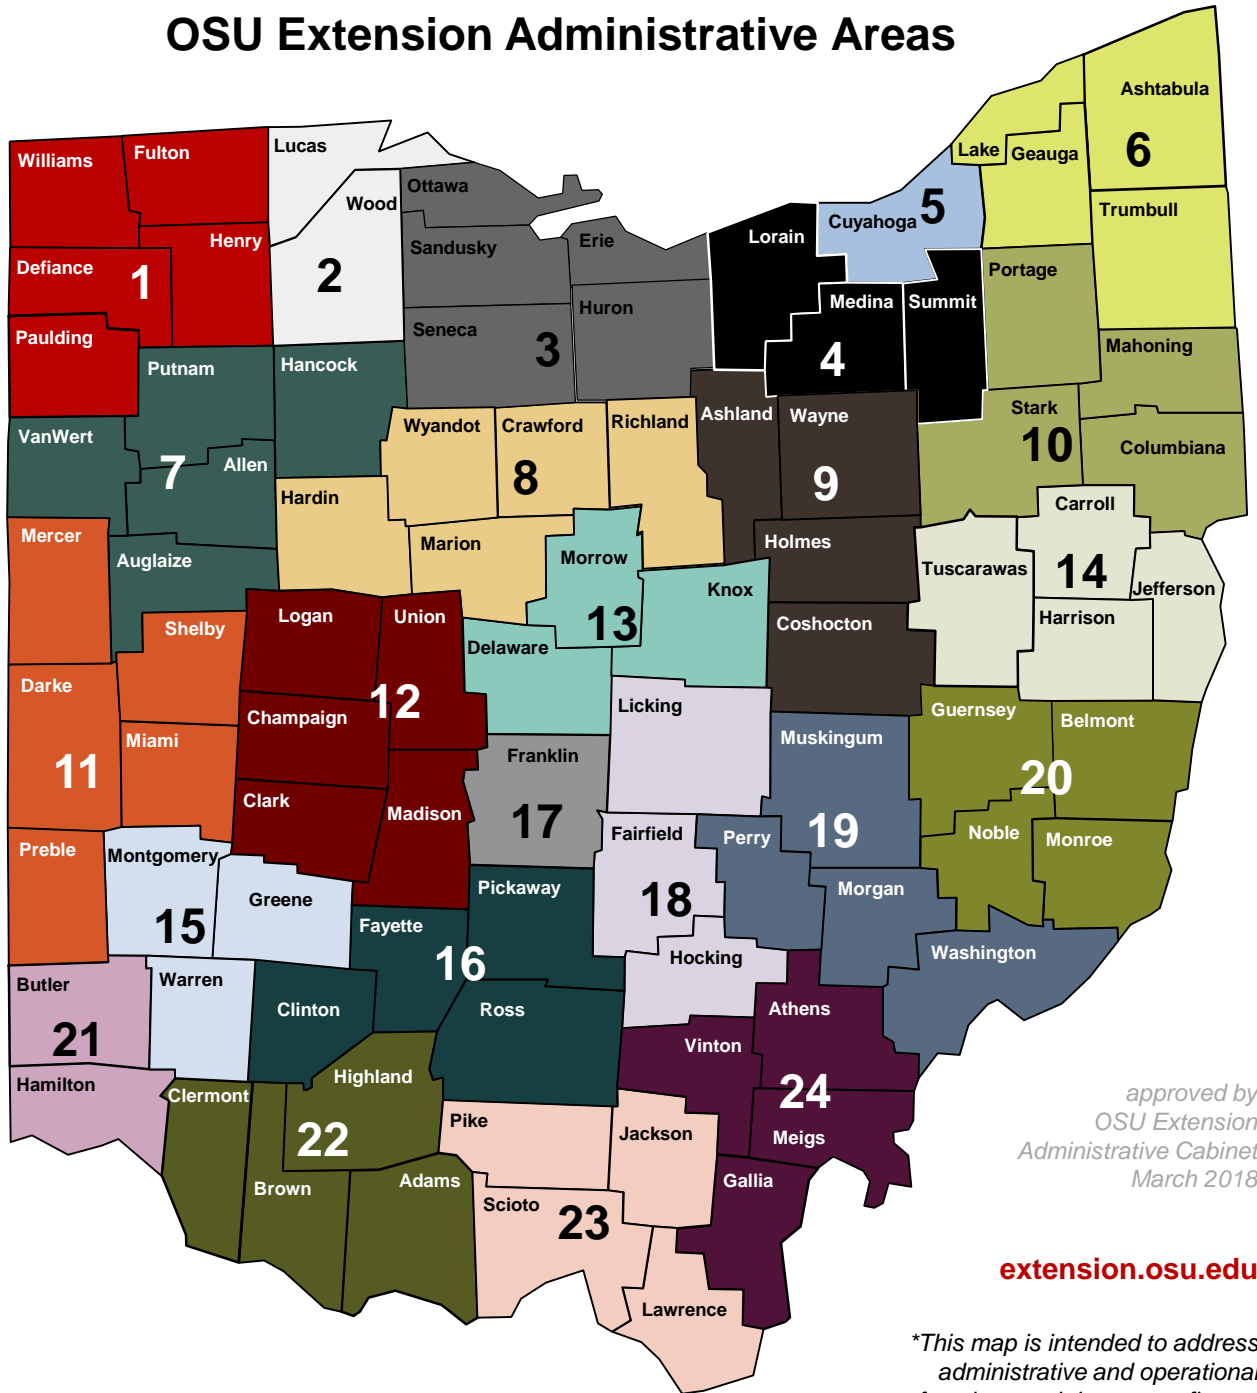 OSU Extension Administrative Areas
Ashtabula
Williams
Fulton
Lucas
Lake
Geauga
6
Ottawa
Wood
Trumbull
Henry
Sandusky
Erie
Lorain
Cuyahoga
5
Defiance
1
2
Portage
Paulding
Seneca
Huron
Medina
Summit
3
4
Mahoning
Putnam
Hancock
Stark
10
Columbiana
VanWert
Wyandot
Crawford
Richland
Ashland
Wayne
7
Allen
8
9
Hardin
Carroll
Mercer
Auglaize
Marion
Morrow
Holmes
Tuscarawas
14
Jefferson
Knox
Shelby
Logan
Union
13
Coshocton
Harrison
Delaware
Darke
Champaign
12
Licking
Guernsey
Belmont
Miami
Muskingum
11
Franklin
20
Clark
Madison
17
Fairfield
Perry
19
Noble
Monroe
Preble
Montgomery
Greene
Pickaway
18
Morgan
15
Fayette
16
Hocking
Washington
Butler
Warren
Clinton
Ross
Athens
21
Vinton
Hamilton
Clermont
Highland
24
22
Pike
Jackson
Meigs
Brown
Adams
Scioto
23
Gallia
Lawrence
approved by
OSU Extension
Administrative Cabinet
March 2018
extension.osu.edu
*This map is intended to address
administrative and operational